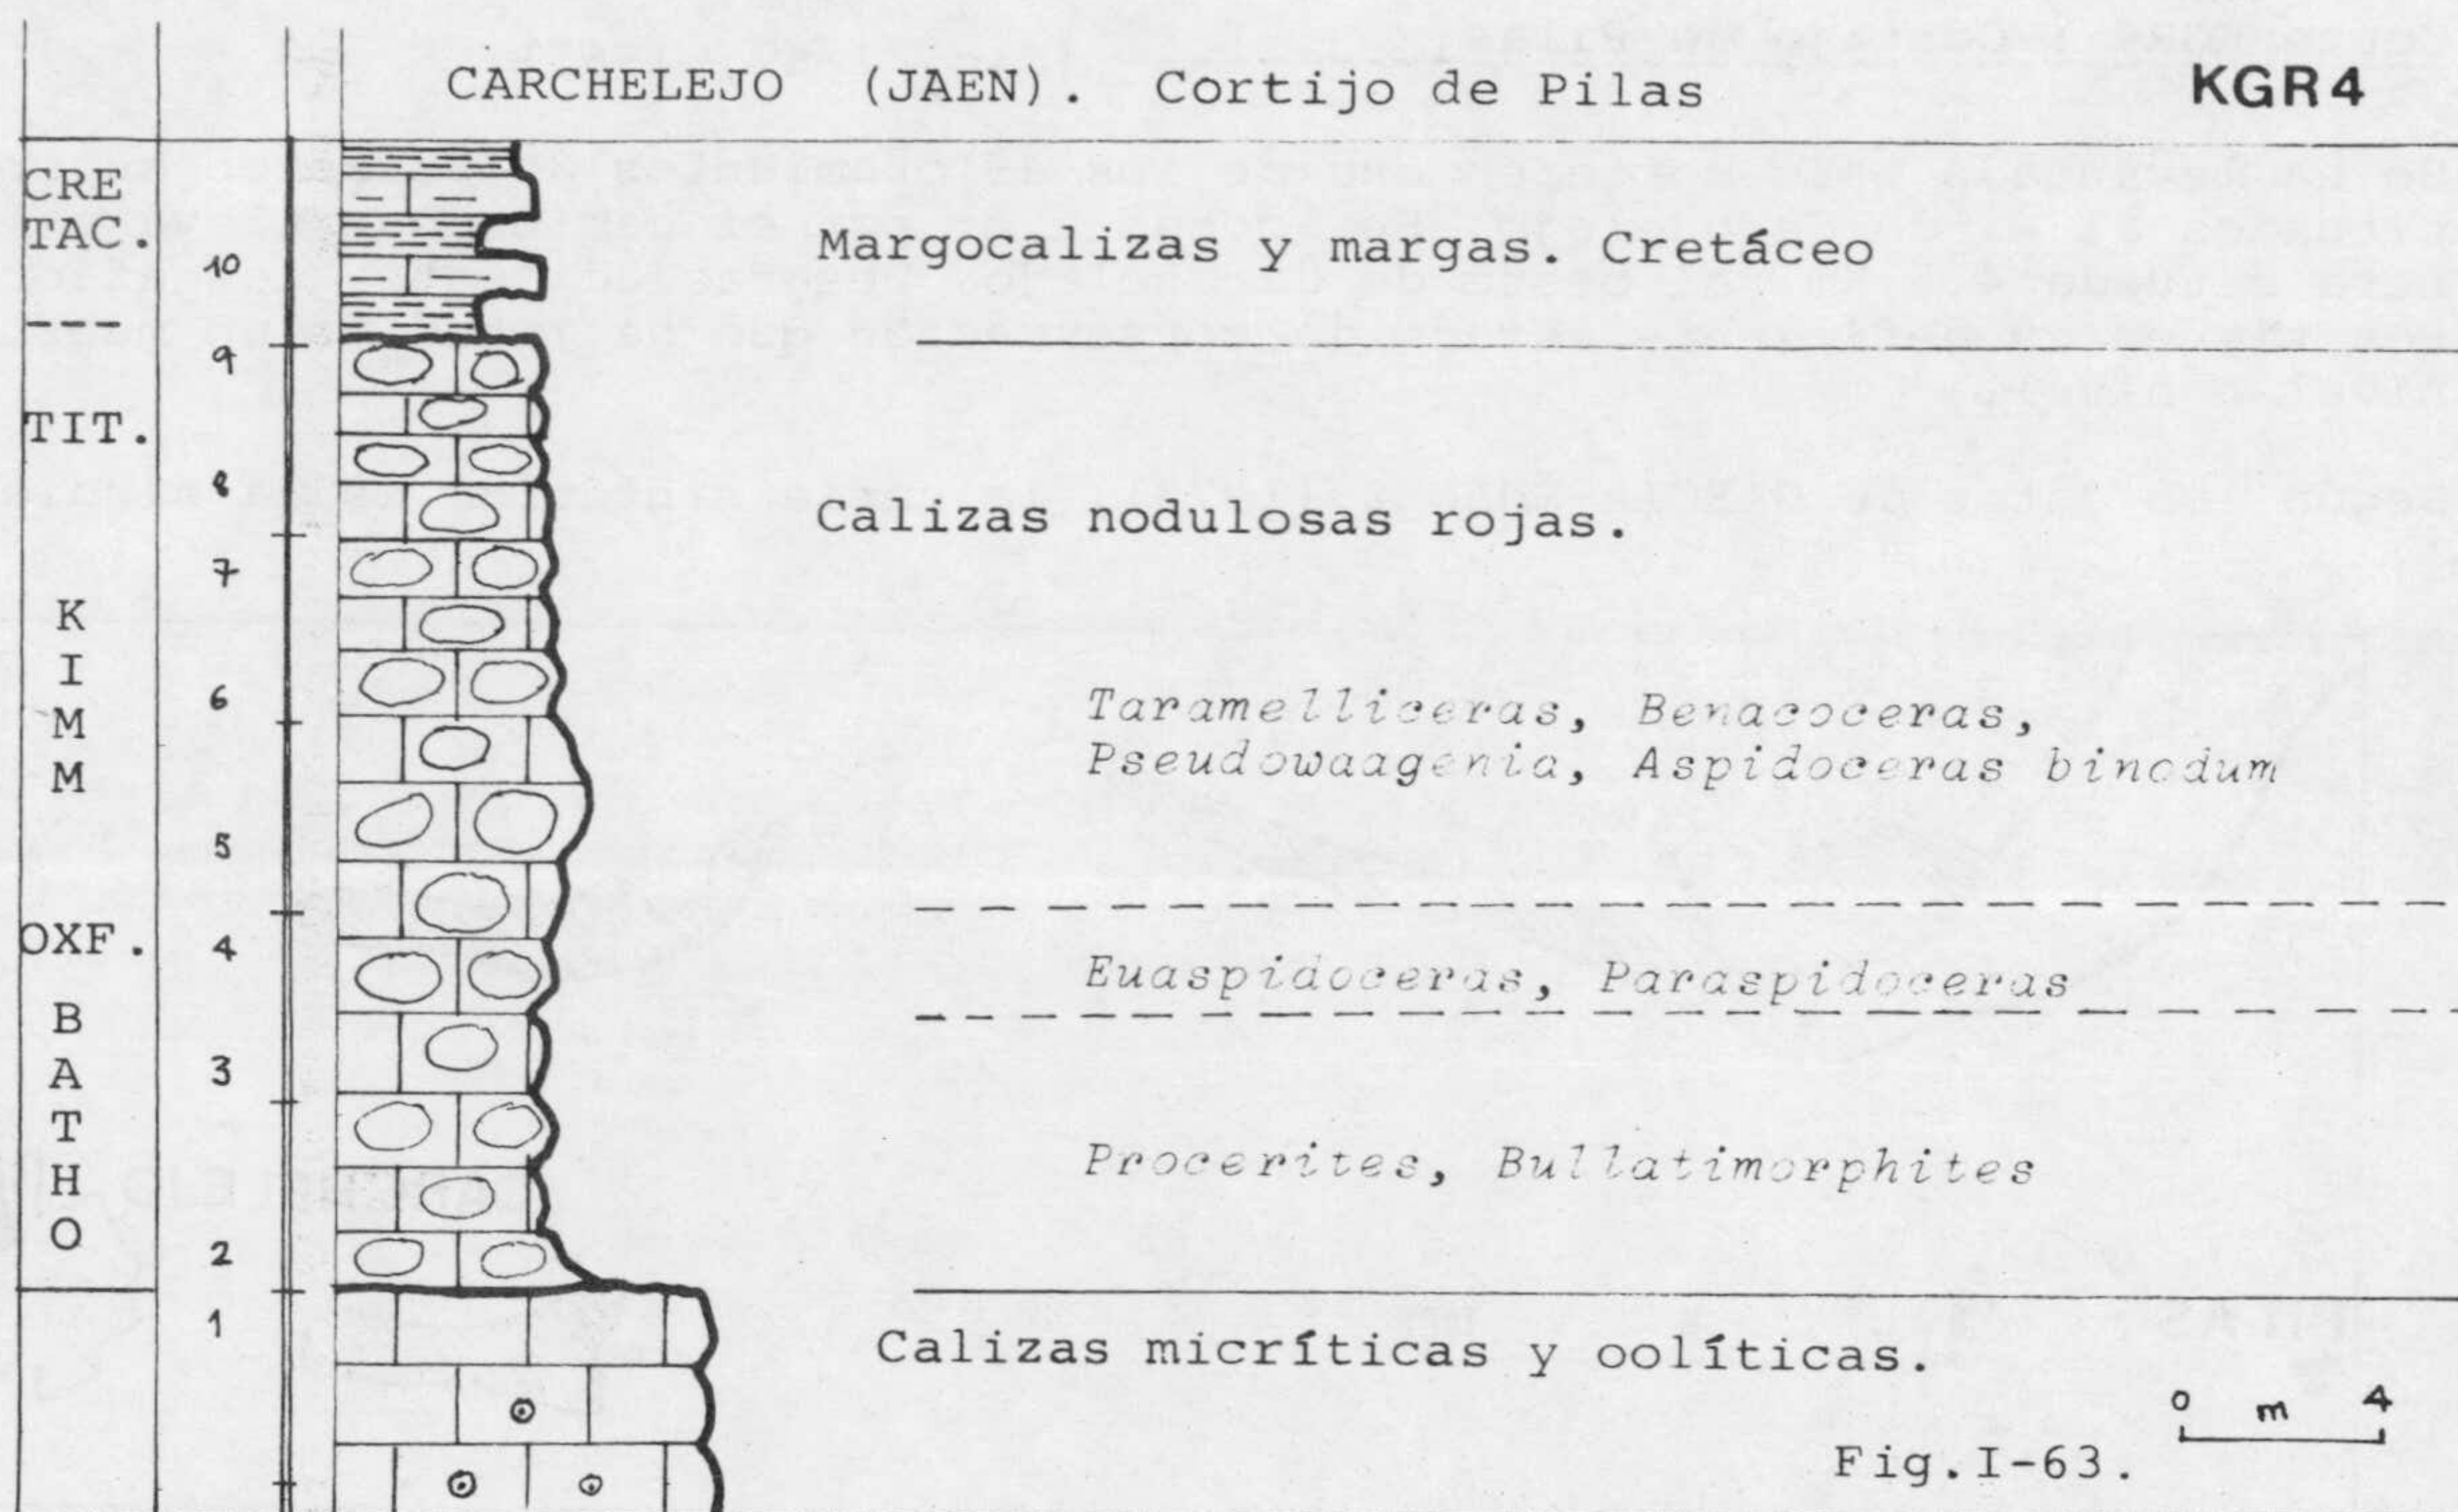 CARCHELEJO (JAEN). Cortijo de Pilas
KGR4
CRE
TAC.
---
TIT.
K
I
M
M
OXF.
B
A
T
H
O
10
9
8
7
6
5
4
3
2
1
Margocalizas y margas. Cretáceo
Calizas nodulosas rojas.
Taramelliceras, Benacoceras,
Pseudowaagenia, Aspidoceras binodum
Euaspidoceras, Paraspidoceras
Procerites, Bullatimorphites
Calizas micríticas y oolíticas.
0 m 4
Fig.I-63.